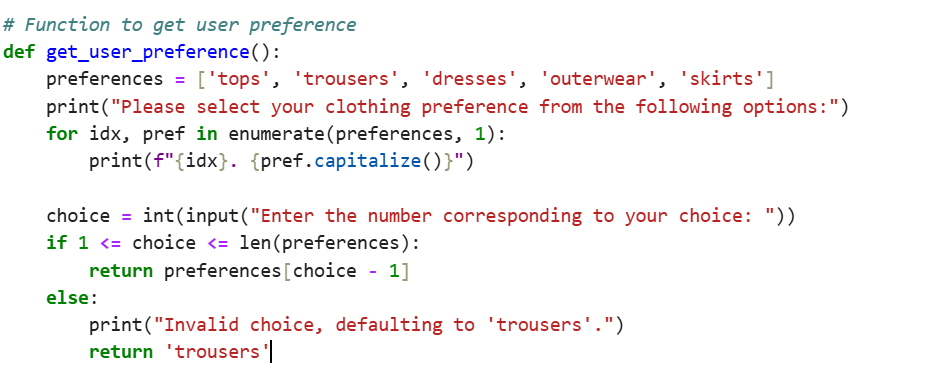 # Function to get user preference
def get_user_preference():
    preferences = ['tops', 'trousers', 'dresses', 'outerwear', 'skirts']
    print("Please select your clothing preference from the following options:")
    for idx, pref in enumerate(preferences, 1):
        print(f"{idx}. {pref.capitalize()}")

    choice = int(input("Enter the number corresponding to your choice: "))
    if 1 <= choice <= len(preferences):
        return preferences[choice - 1]
    else:
        print("Invalid choice, defaulting to 'trousers'.")
        return 'trousers'